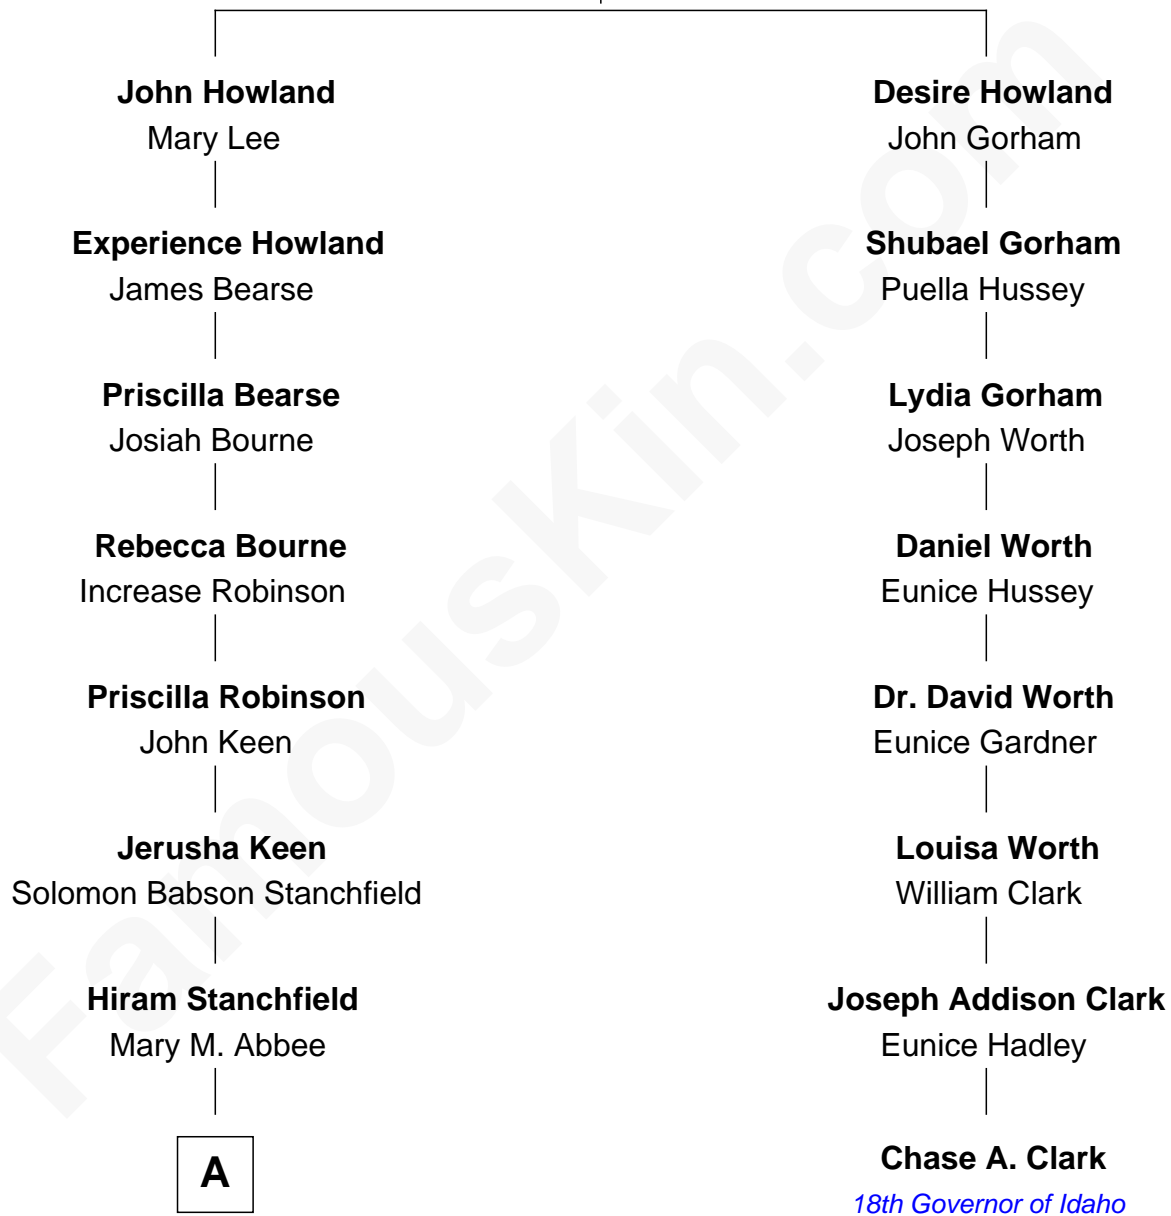 John Howland
Mary Lee
Desire Howland
John Gorham
Experience Howland
James Bearse
Shubael Gorham
Puella Hussey
Priscilla Bearse
Josiah Bourne
Lydia Gorham
Joseph Worth
Rebecca Bourne
Increase Robinson
Daniel Worth
Eunice Hussey
Priscilla Robinson
John Keen
Dr. David Worth
Eunice Gardner
Jerusha Keen
Solomon Babson Stanchfield
Louisa Worth
William Clark
Hiram Stanchfield
Mary M. Abbee
Joseph Addison Clark
Eunice Hadley
A
Chase A. Clark
18th Governor of Idaho
FamousKin.com